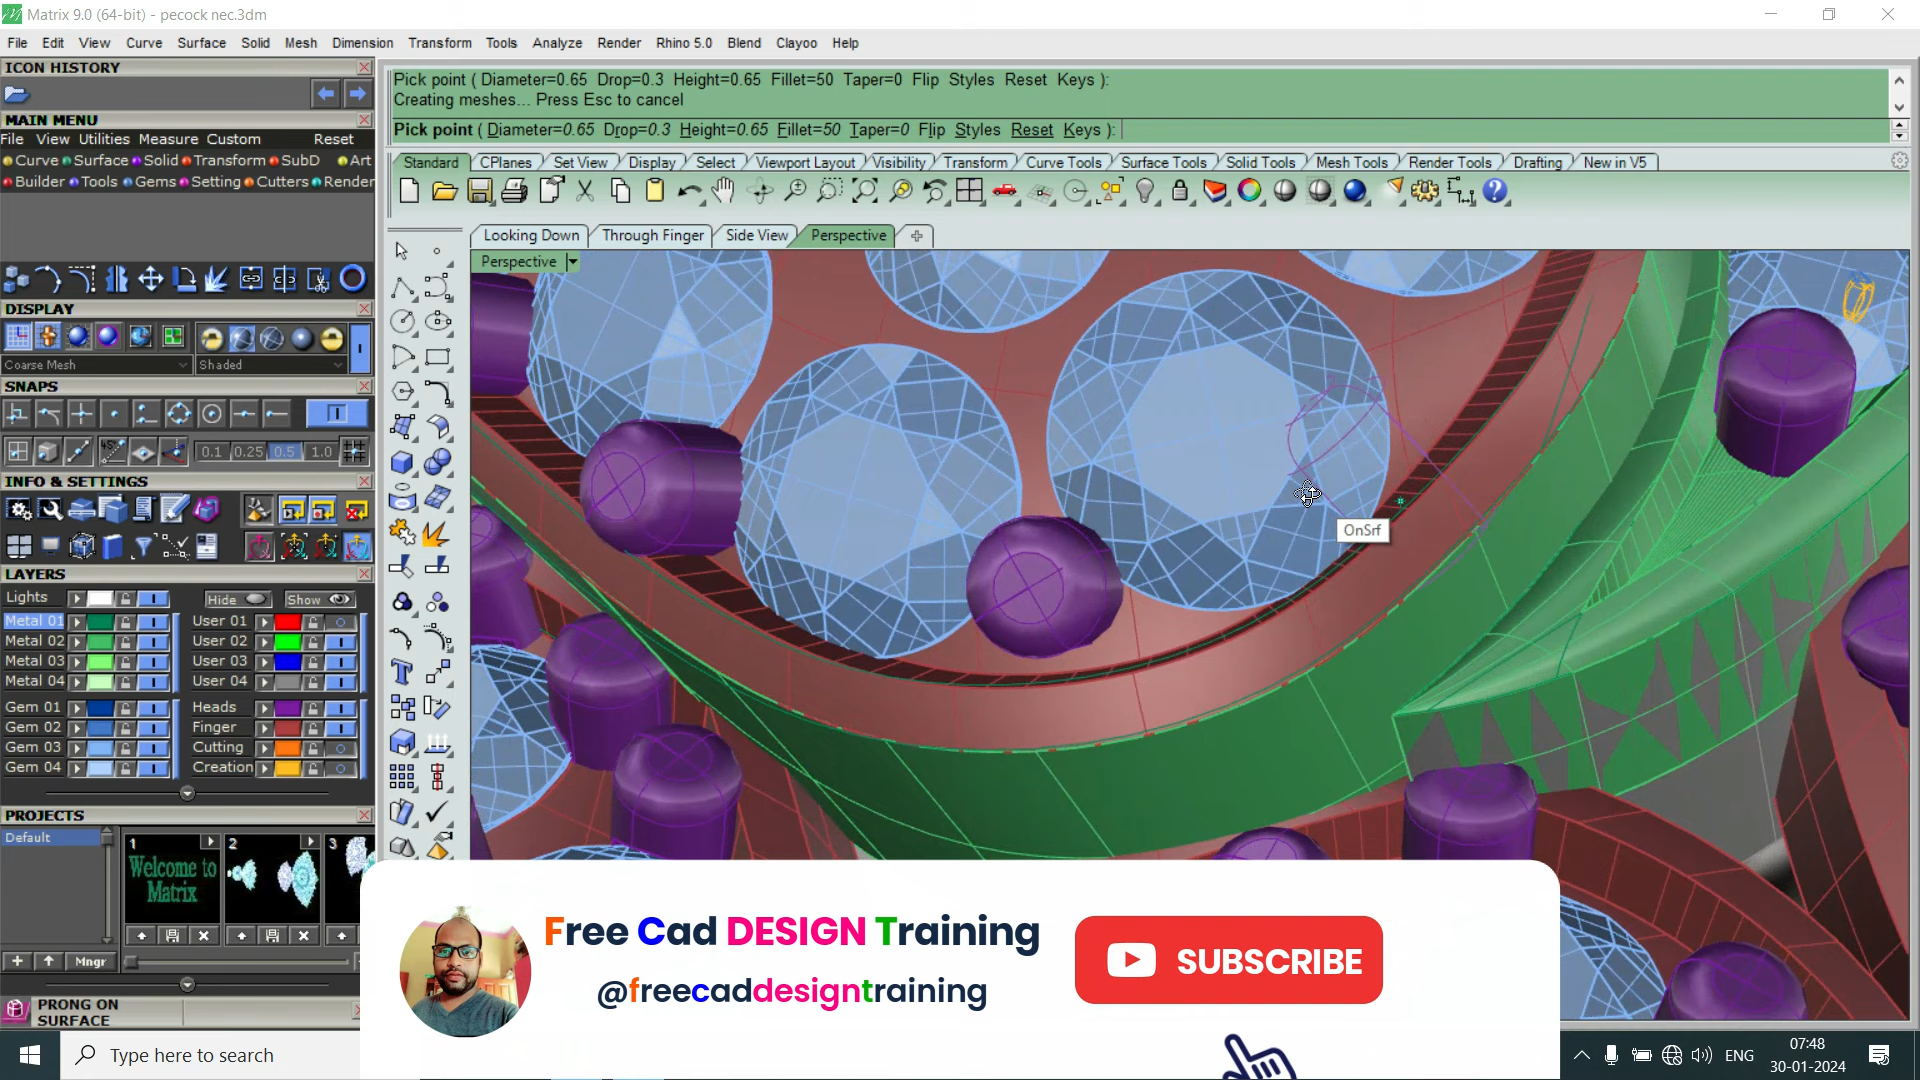 Matrix 9.0 (64-bit) - pecock nec.3dm
File Edit View Curve Surface Solid Mesh Dimension Transform Tools Analyze Render Rhino 5.0 Blend Clayoo Help
ICON HISTORY
MAIN MENU
File View Utilities Measure Custom Reset
Curve Surface Solid Transform SubD Art
Builder Tools Gems Setting Cutters Render
DISPLAY
Coarse Mesh Shaded
SNAPS
0.1 0.25 0.5 1.0
INFO & SETTINGS
LAYERS
Lights Hide Show
Metal 01 User 01
Metal 02 User 02
Metal 03 User 03
Metal 04 User 04
Gem 01 Heads
Gem 02 Finger
Gem 03 Cutting
Gem 04 Creation
PROJECTS
Default
1 2 3
Welcome to Matrix
Mngr
PRONG ON SURFACE
Pick point ( Diameter=0.65 Drop=0.3 Height=0.65 Fillet=50 Taper=0 Flip Styles Reset Keys ):
Creating meshes... Press Esc to cancel
Pick point ( Diameter=0.65 Drop=0.3 Height=0.65 Fillet=50 Taper=0 Flip Styles Reset Keys ):
Standard CPlanes Set View Display Select Viewport Layout Visibility Transform Curve Tools Surface Tools Solid Tools Mesh Tools Render Tools Drafting New in V5
Looking Down Through Finger Side View Perspective
Perspective
OnSrf
Free Cad DESIGN Training
@freecaddesigntraining
SUBSCRIBE
Type here to search
ENG
07:48
30-01-2024